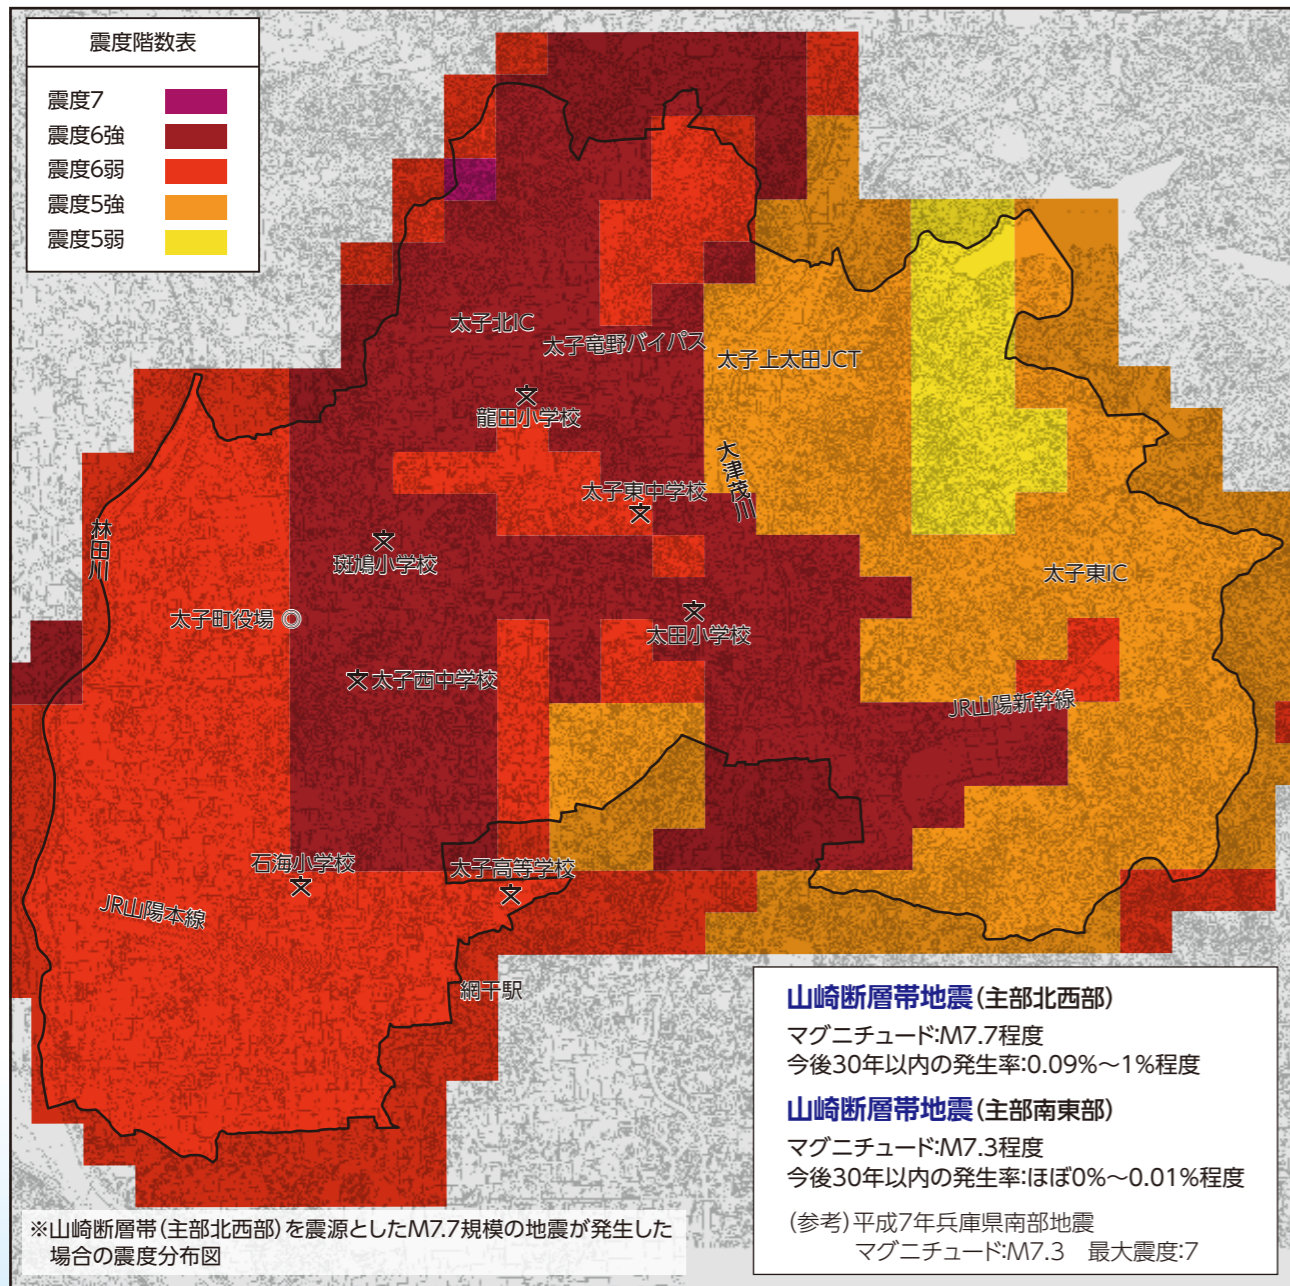 震度階数表
震度7
震度6強
震度6弱
震度5強
震度5弱
太子北IC
太子竜野バイパス
太子上太田JCT
龍田小学校
大津茂川
太子東中学校
林田川
斑鳩小学校
太子東IC
太子町役場
太田小学校
太子西中学校
JR山陽新幹線
石海小学校
太子高等学校
JR山陽本線
網干駅
山崎断層帯地震(主部北西部)
マグニチュード:M7.7程度
今後30年以内の発生率:0.09%〜1%程度
山崎断層帯地震(主部南東部)
マグニチュード:M7.3程度
今後30年以内の発生率:ほぼ0%〜0.01%程度
(参考)平成7年兵庫県南部地震
マグニチュード:M7.3 最大震度:7
※山崎断層帯(主部北西部)を震源としたM7.7規模の地震が発生した
場合の震度分布図